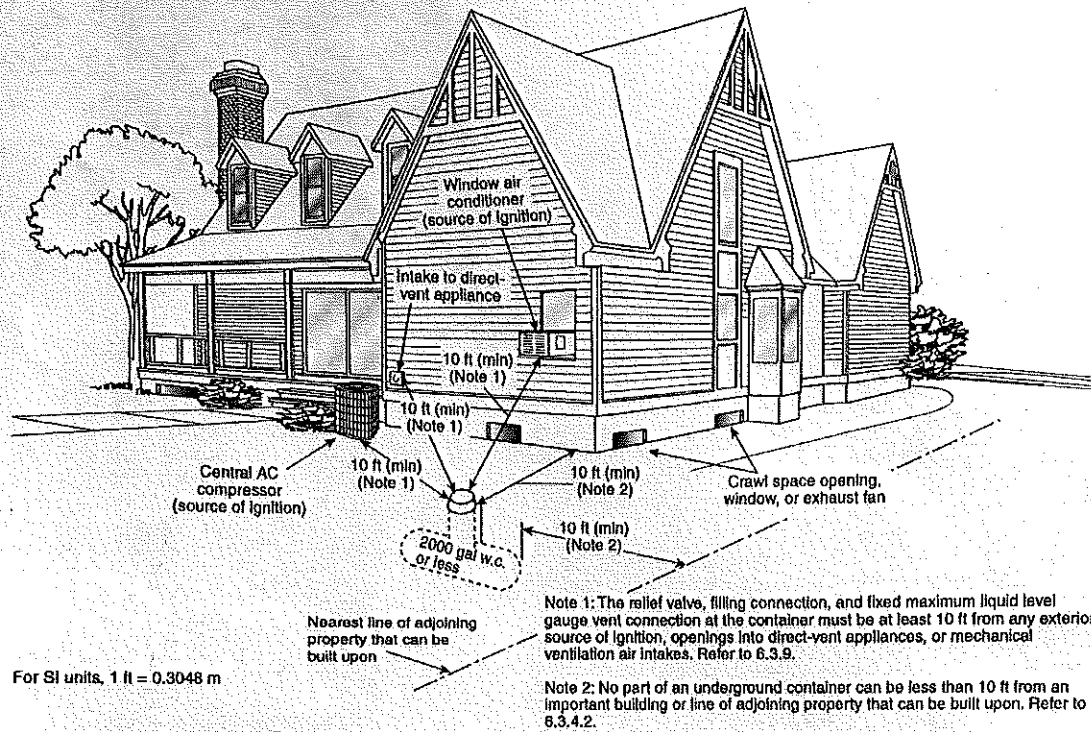 Window air
conditioner
(source of ignition)
Intake to direct-
vent appliance
10 ft (min)
(Note 1)
10 ft (min)
(Note 1)
10 ft (min)
(Note 1)
10 ft (min)
(Note 2)
Central AC
compressor
(source of ignition)
Crawl space opening,
window, or exhaust fan
10 ft (min)
(Note 2)
2000 gal w.c.
or less
Nearest line of adjoining
property that can be
built upon
For SI units, 1 ft = 0.3048 m
Note 1: The relief valve, filling connection, and fixed maximum liquid level
gauge vent connection at the container must be at least 10 ft from any exterior
source of ignition, openings into direct-vent appliances, or mechanical
ventilation air intakes. Refer to 6.3.9.
Note 2: No part of an underground container can be less than 10 ft from an
important building or line of adjoining property that can be built upon. Refer to
6.3.4.2.